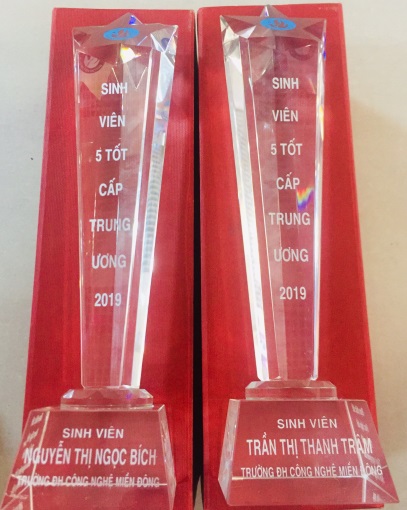 SINH
VIÊN
5 TỐT
CẤP
TRUNG
ƯƠNG
2019
SINH VIÊN
NGUYỄN THỊ NGỌC BÍCH
TRƯỜNG ĐH CÔNG NGHỆ MIỀN ĐÔNG
SINH
VIÊN
5 TỐT
CẤP
TRUNG
ƯƠNG
2019
SINH VIÊN
TRẦN THỊ THANH TRÂM
TRƯỜNG ĐH CÔNG NGHỆ MIỀN ĐÔNG